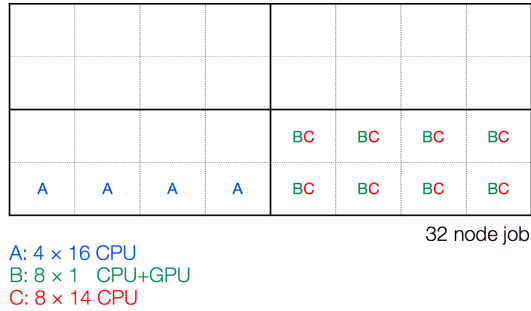 BC BC BC BC
A A A A BC BC BC BC
32 node job
A: 4 × 16 CPU
B: 8 × 1 CPU+GPU
C: 8 × 14 CPU